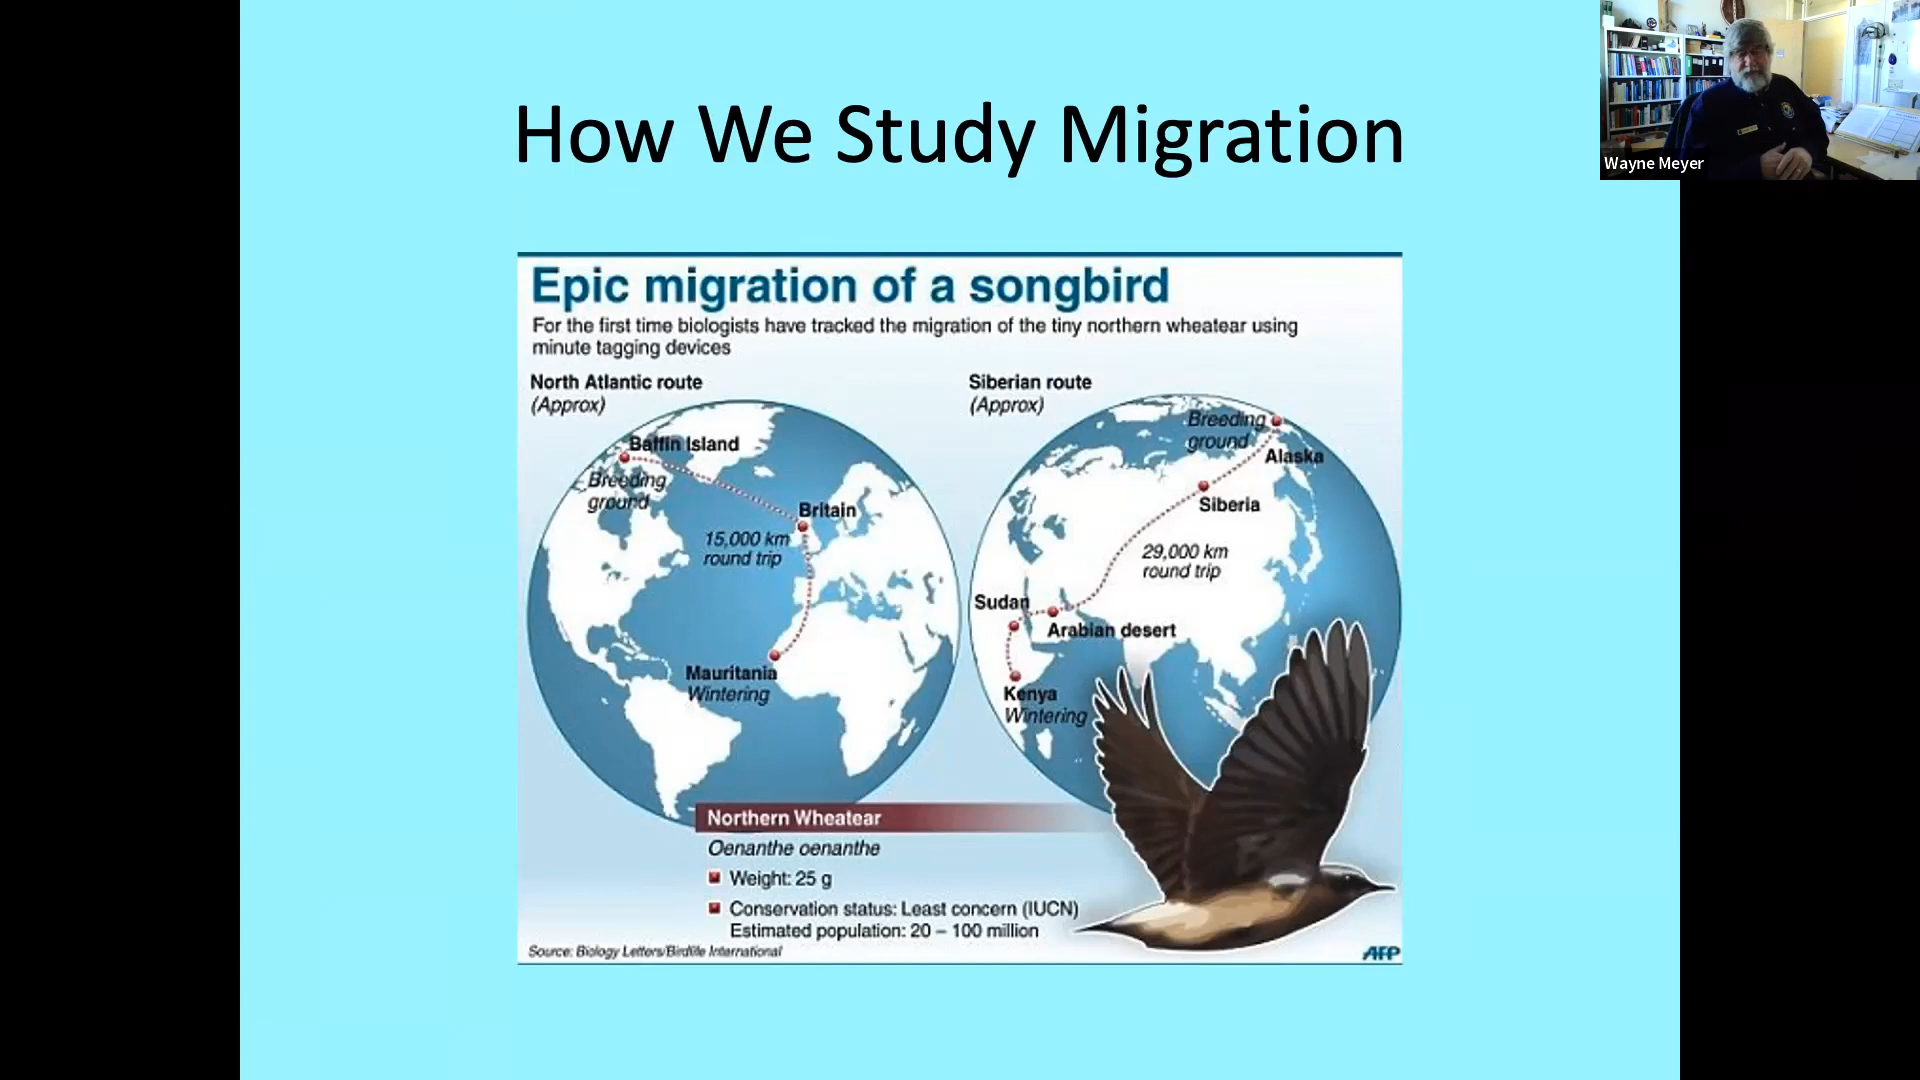 How We Study Migration
Wayne Meyer
Epic migration of a songbird
For the first time biologists have tracked the migration of the tiny northern wheatear using
minute tagging devices
North Atlantic route
(Approx)
Baffin Island
Breeding
ground
Britain
15,000 km
round trip
Mauritania
Wintering
Siberian route
(Approx)
Breeding
ground
Alaska
Siberia
29,000 km
round trip
Sudan
Arabian desert
Kenya
Wintering
Northern Wheatear
Oenanthe oenanthe
Weight: 25 g
Conservation status: Least concern (IUCN)
Estimated population: 20 – 100 million
Source: Biology Letters/Birdlife International
AFP